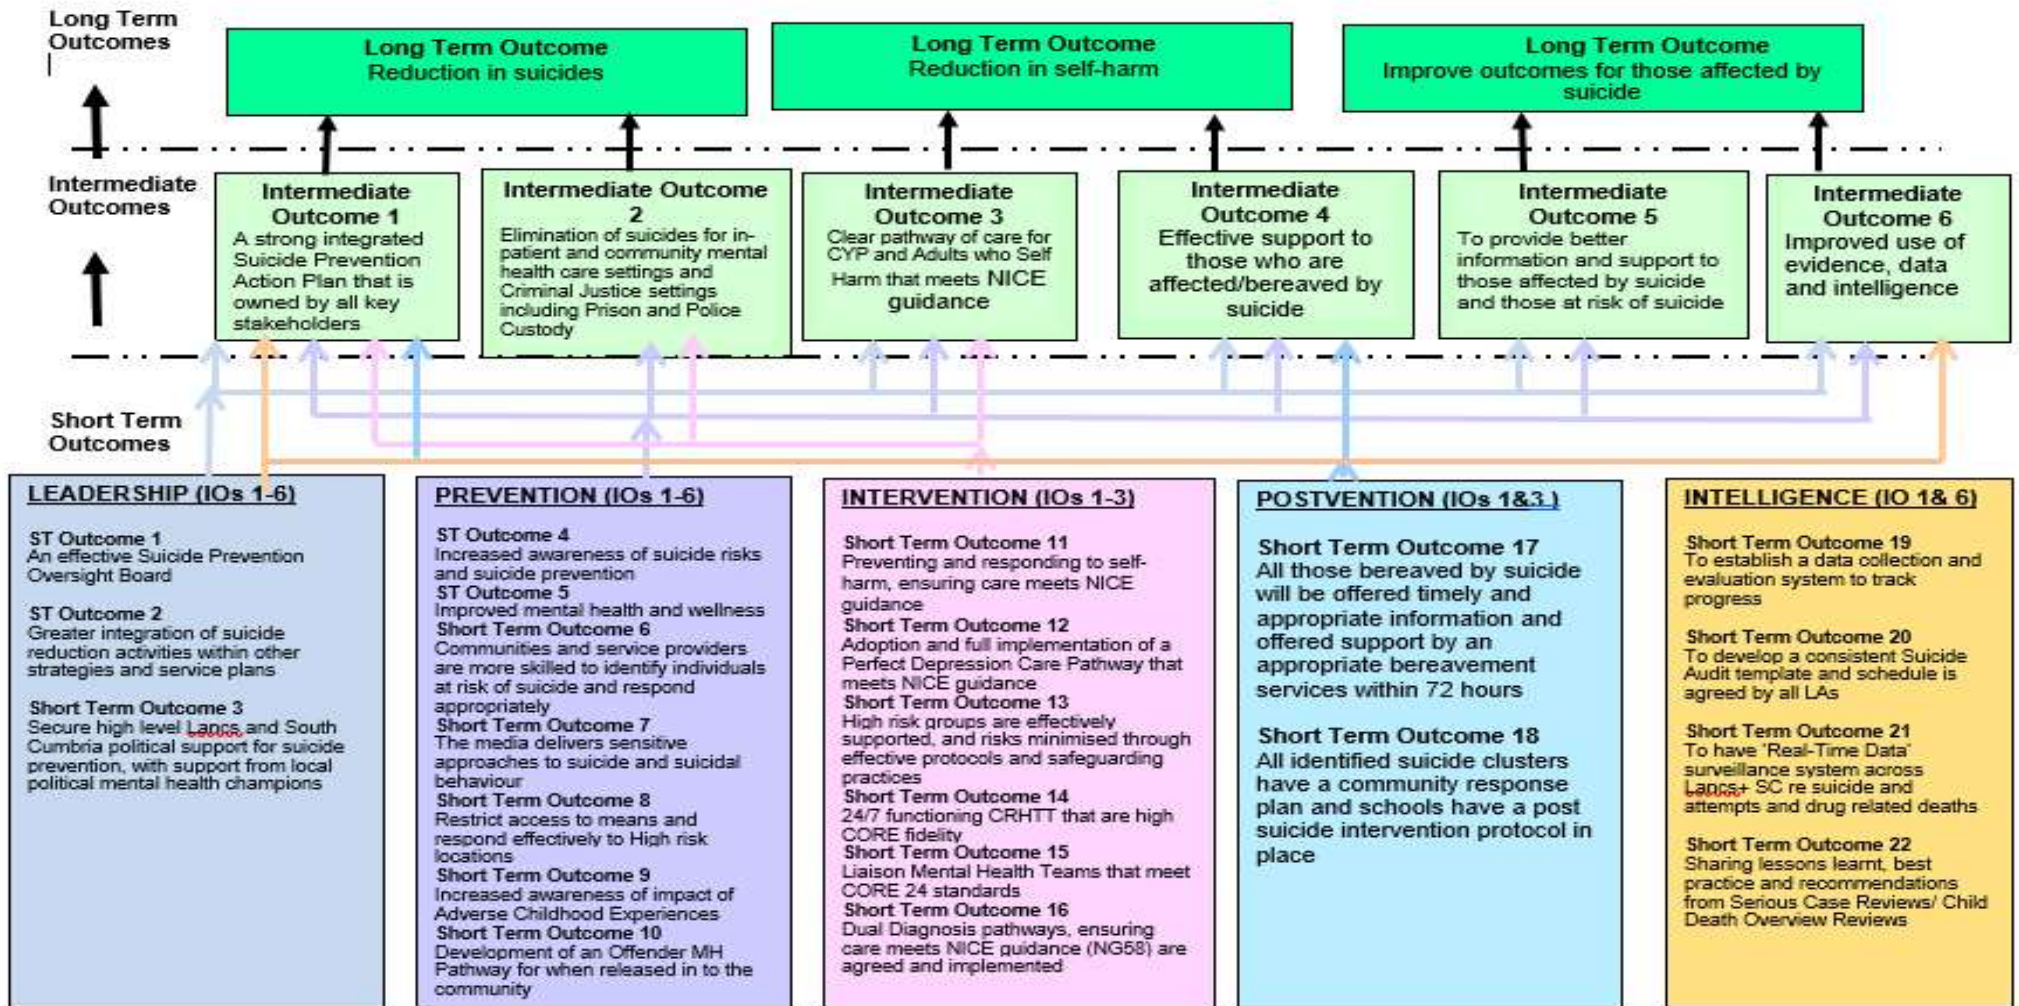 Long Term
Outcomes
Long Term Outcome
Reduction in suicides
Long Term Outcome
Reduction in self-harm
Long Term Outcome
Improve outcomes for those affected by
suicide
Intermediate
Outcomes
Intermediate
Outcome 1
A strong integrated
Suicide Prevention
Action Plan that is
owned by all key
stakeholders
Intermediate Outcome
2
Elimination of suicides for in-
patient and community mental
health care settings and
Criminal Justice settings
including Prison and Police
Custody
Intermediate
Outcome 3
Clear pathway of care for
CYP and Adults who Self
Harm that meets NICE
guidance
Intermediate
Outcome 4
Effective support to
those who are
affected/bereaved by
suicide
Intermediate
Outcome 5
To provide better
information and support to
those affected by suicide
and those at risk of suicide
Intermediate
Outcome 6
Improved use of
evidence, data
and intelligence
Short Term
Outcomes
LEADERSHIP (IOs 1-6)
ST Outcome 1
An effective Suicide Prevention
Oversight Board
ST Outcome 2
Greater integration of suicide
reduction activities within other
strategies and service plans
Short Term Outcome 3
Secure high level Lancs and South
Cumbria political support for suicide
prevention, with support from local
political mental health champions
PREVENTION (IOs 1-6)
ST Outcome 4
Increased awareness of suicide risks
and suicide prevention
ST Outcome 5
Improved mental health and wellness
Short Term Outcome 6
Communities and service providers
are more skilled to identify individuals
at risk of suicide and respond
appropriately
Short Term Outcome 7
The media delivers sensitive
approaches to suicide and suicidal
behaviour
Short Term Outcome 8
Restrict access to means and
respond effectively to High risk
locations
Short Term Outcome 9
Increased awareness of impact of
Adverse Childhood Experiences
Short Term Outcome 10
Development of an Offender MH
Pathway for when released in to the
community
INTERVENTION (IOs 1-3)
Short Term Outcome 11
Preventing and responding to self-
harm, ensuring care meets NICE
guidance
Short Term Outcome 12
Adoption and full implementation of a
Perfect Depression Care Pathway that
meets NICE guidance
Short Term Outcome 13
High risk groups are effectively
supported, and risks minimised through
effective protocols and safeguarding
practices
Short Term Outcome 14
24/7 functioning CRHTT that are high
CORE fidelity
Short Term Outcome 15
Liaison Mental Health Teams that meet
CORE 24 standards
Short Term Outcome 16
Dual Diagnosis pathways, ensuring
care meets NICE guidance (NG58) are
agreed and implemented
POSTVENTION (IOs 1&3.)
Short Term Outcome 17
All those bereaved by suicide
will be offered timely and
appropriate information and
offered support by an
appropriate bereavement
services within 72 hours
Short Term Outcome 18
All identified suicide clusters
have a community response
plan and schools have a post
suicide intervention protocol in
place
INTELLIGENCE (IO 1& 6)
Short Term Outcome 19
To establish a data collection and
evaluation system to track
progress
Short Term Outcome 20
To develop a consistent Suicide
Audit template and schedule is
agreed by all LAs
Short Term Outcome 21
To have 'Real-Time Data'
surveillance system across
Lancs+ SC re suicide and
attempts and drug related deaths
Short Term Outcome 22
Sharing lessons learnt, best
practice and recommendations
from Serious Case Reviews/ Child
Death Overview Reviews